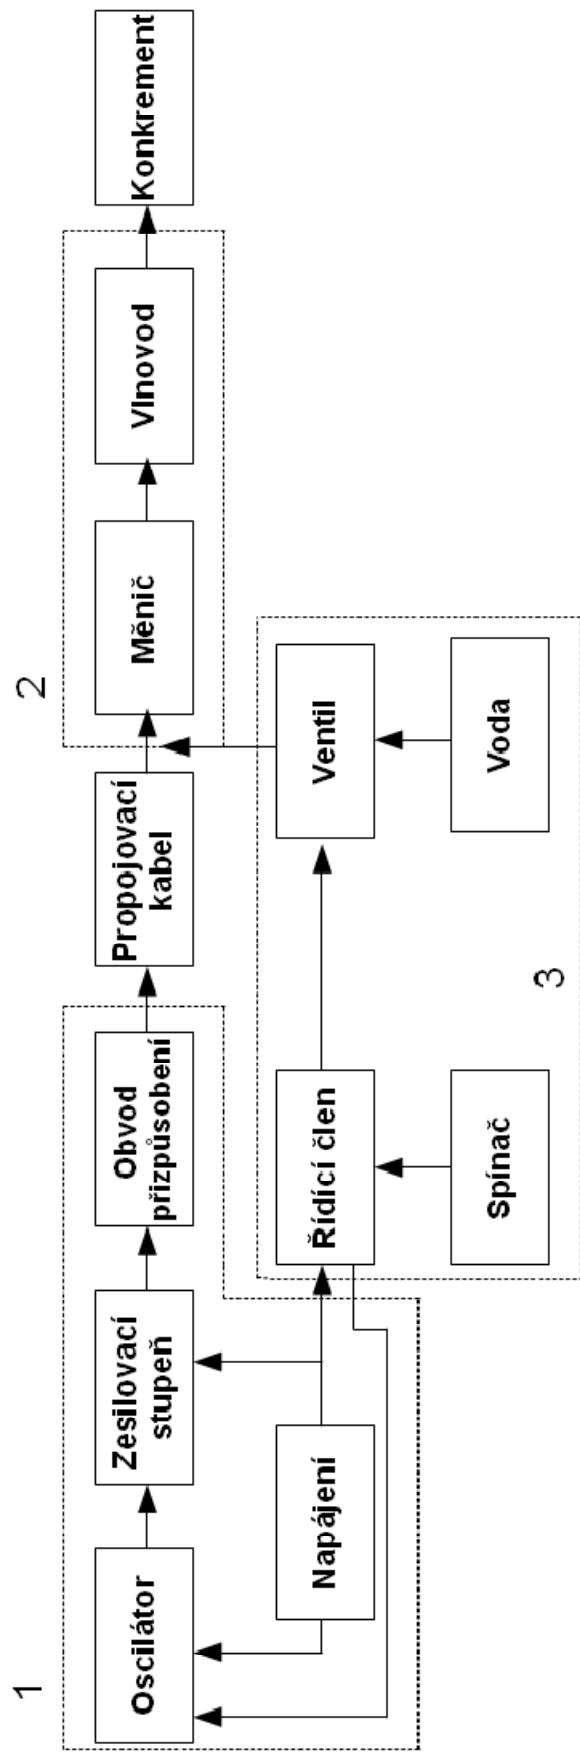 1
2
Oscilátor
Zesilovací
stupeň
Obvod
přizpůsobení
Propojovací
kabel
Měnič
Vlnovod
Konkrement
Napájení
Řídící člen
Ventil
Spínač
Voda
3